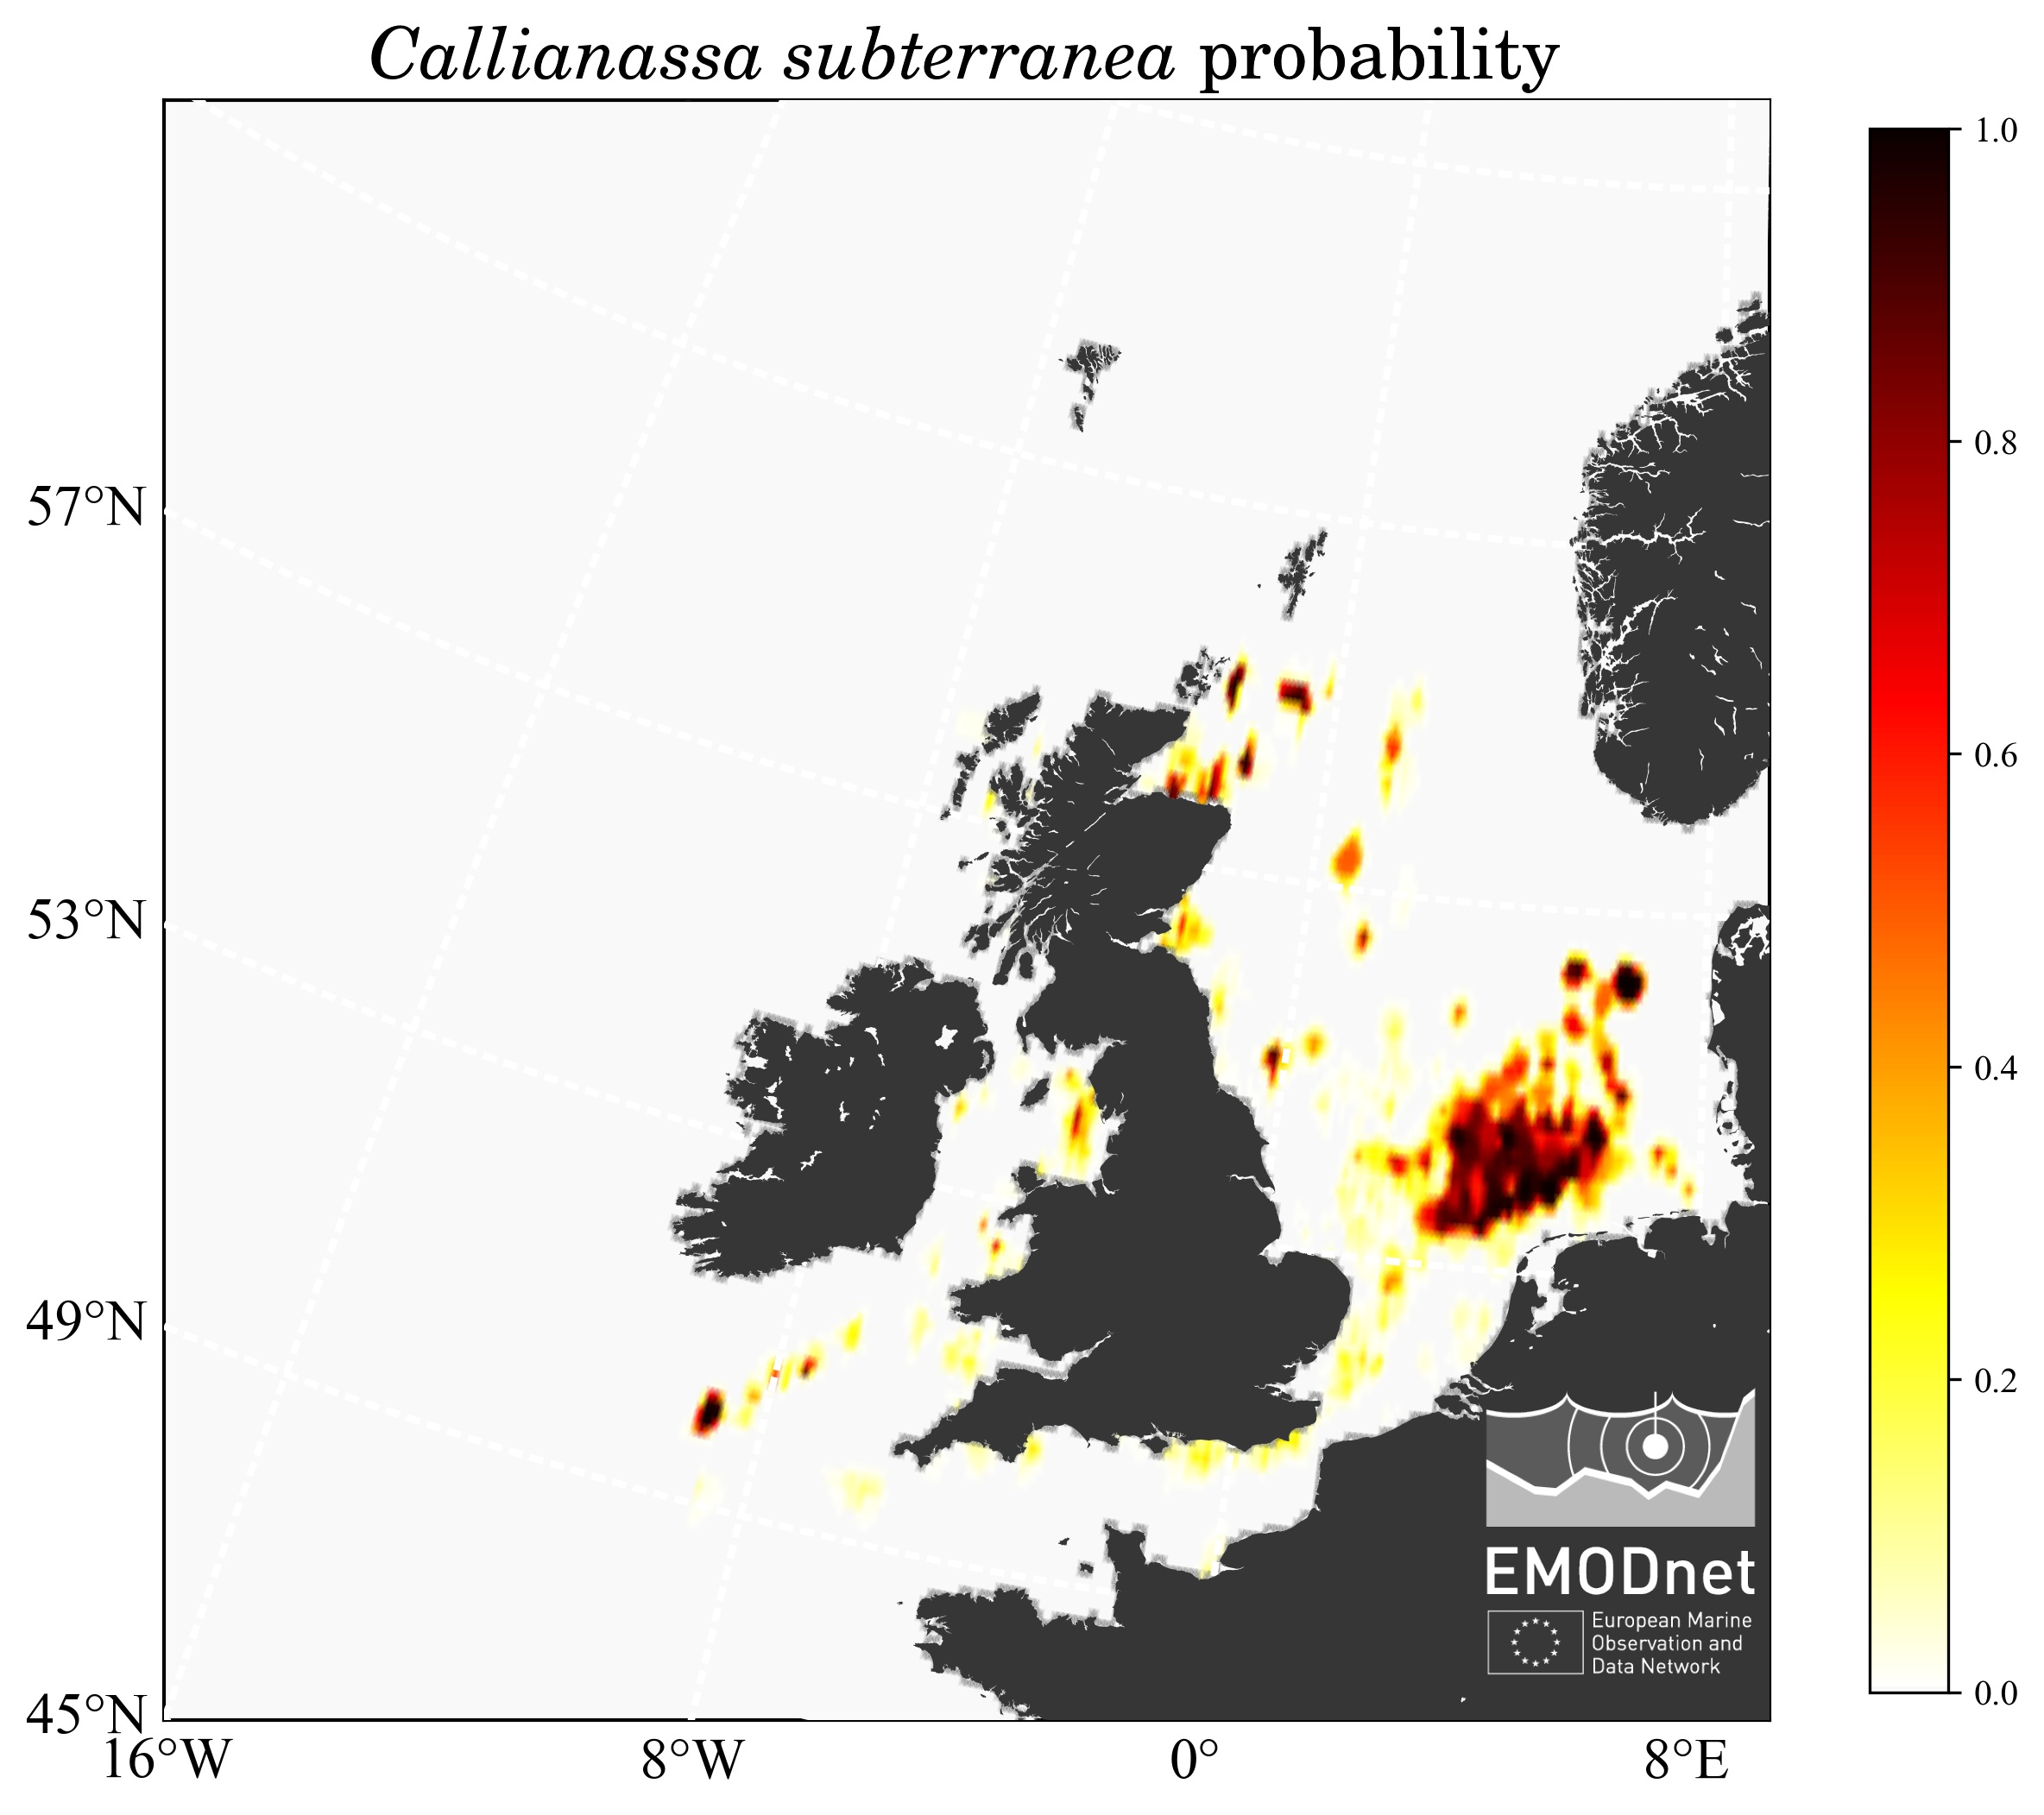 Callianassa subterranea probability
1.0
0.8
0.6
0.4
0.2
0.0
57°N
53°N
49°N
45°N
16°W
8°W
0°
8°E
EMODnet
European Marine
Observation and
Data Network